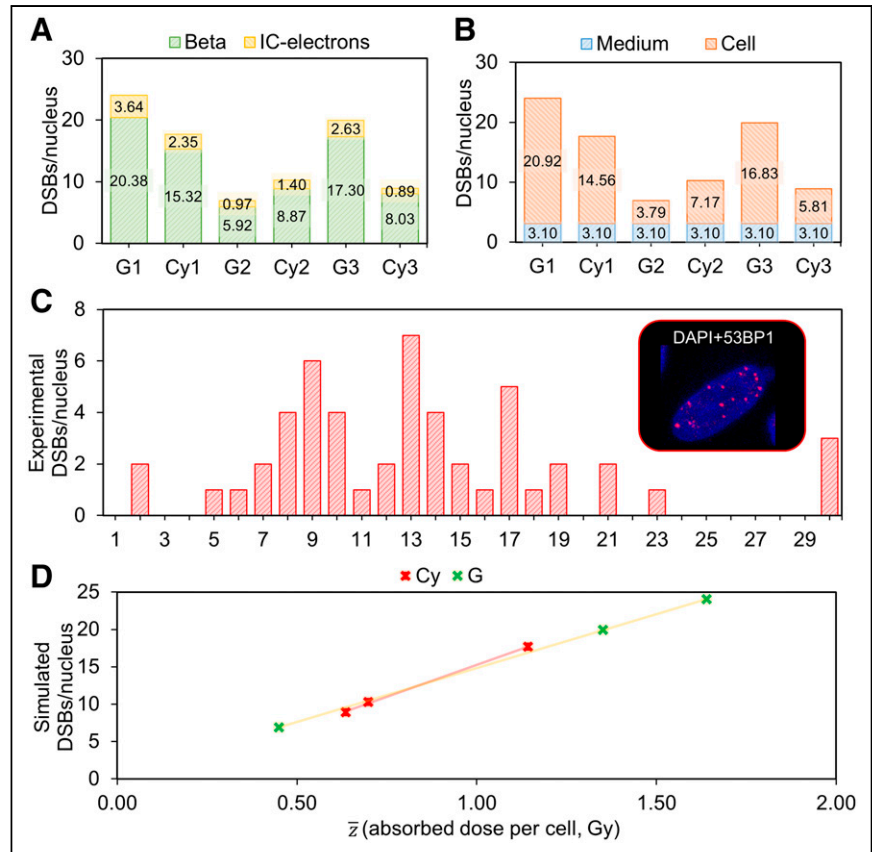 A
Beta IC-electrons
DSBs/nucleus
30
20
10
0
3.64
20.38
2.35
15.32
0.97
5.92
1.40
8.87
2.63
17.30
0.89
8.03
G1 Cy1 G2 Cy2 G3 Cy3
B
Medium Cell
DSBs/nucleus
30
20
10
0
20.92
3.10
14.56
3.10
3.79
3.10
7.17
3.10
16.83
3.10
5.81
3.10
G1 Cy1 G2 Cy2 G3 Cy3
C
Experimental
DSBs/nucleus
8
6
4
2
0
DAPI+53BP1
1 3 5 7 9 11 13 15 17 19 21 23 25 27 29
D
Cy G
Simulated
DSBs/nucleus
25
20
15
10
5
0
0.00 0.50 1.00 1.50 2.00
z̅ (absorbed dose per cell, Gy)